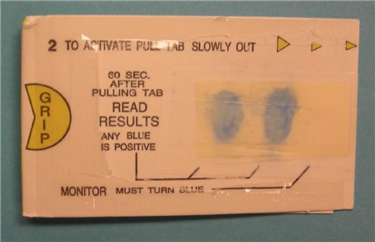 2 TO ACTIVATE PULL TAB SLOWLY OUT
GRIP
60 SEC.
AFTER
PULLING TAB
READ
RESULTS
ANY BLUE
IS POSITIVE
MONITOR MUST TURN BLUE